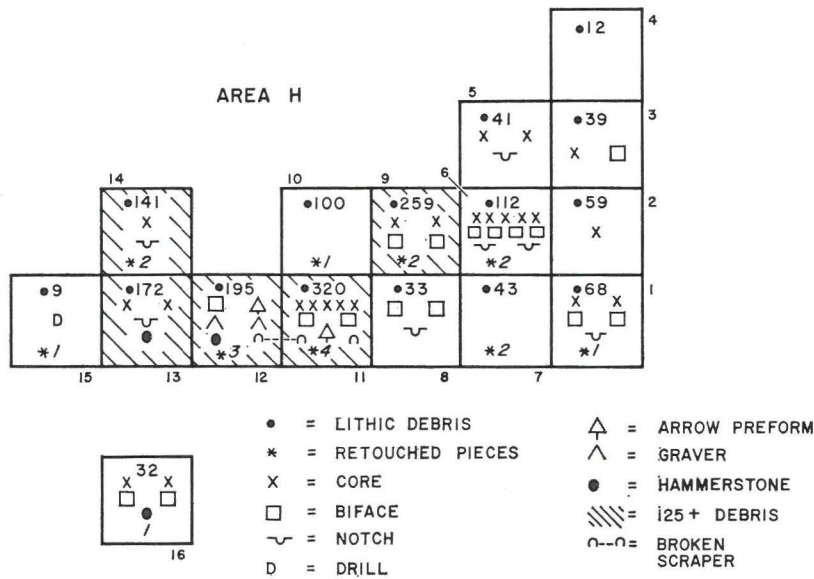 12 4
AREA H
5 3
41 39
14 10 9 6 2
141 100 259 112 59
*2 */ *2 *2
9 172 195 320 33 43 68 1
D
*/ *3 *4 *2 */
15 13 12 11 8 7
• = LITHIC DEBRIS
* = RETOUCHED PIECES
X = CORE
□ = BIFACE
= NOTCH
D = DRILL
= ARROW PREFORM
= GRAVER
● = HAMMERSTONE
= 125+ DEBRIS
= BROKEN
SCRAPER
32
/
16